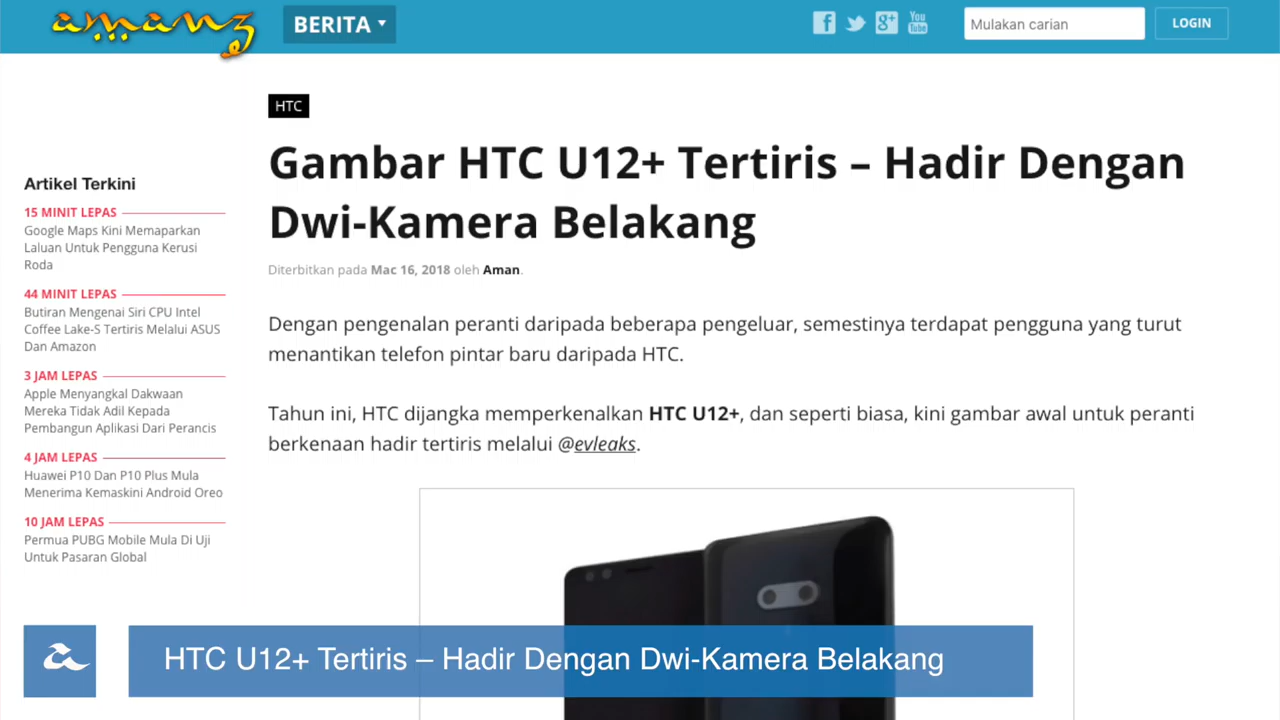 amanz
BERITA
You
Tube
Mulakan carian
LOGIN
HTC
Gambar HTC U12+ Tertiris – Hadir Dengan
Dwi-Kamera Belakang
Diterbitkan pada Mac 16, 2018 oleh Aman.
Dengan pengenalan peranti daripada beberapa pengeluar, semestinya terdapat pengguna yang turut
menantikan telefon pintar baru daripada HTC.
Tahun ini, HTC dijangka memperkenalkan HTC U12+, dan seperti biasa, kini gambar awal untuk peranti
berkenaan hadir tertiris melalui @evleaks.
Artikel Terkini
15 MINIT LEPAS
Google Maps Kini Memaparkan
Laluan Untuk Pengguna Kerusi
Roda
44 MINIT LEPAS
Butiran Mengenai Siri CPU Intel
Coffee Lake-S Tertiris Melalui ASUS
Dan Amazon
3 JAM LEPAS
Apple Menyangkal Dakwaan
Mereka Tidak Adil Kepada
Pembangun Aplikasi Dari Perancis
4 JAM LEPAS
Huawei P10 Dan P10 Plus Mula
Menerima Kemaskini Android Oreo
10 JAM LEPAS
Permua PUBG Mobile Mula Di Uji
Untuk Pasaran Global
HTC U12+ Tertiris – Hadir Dengan Dwi-Kamera Belakang